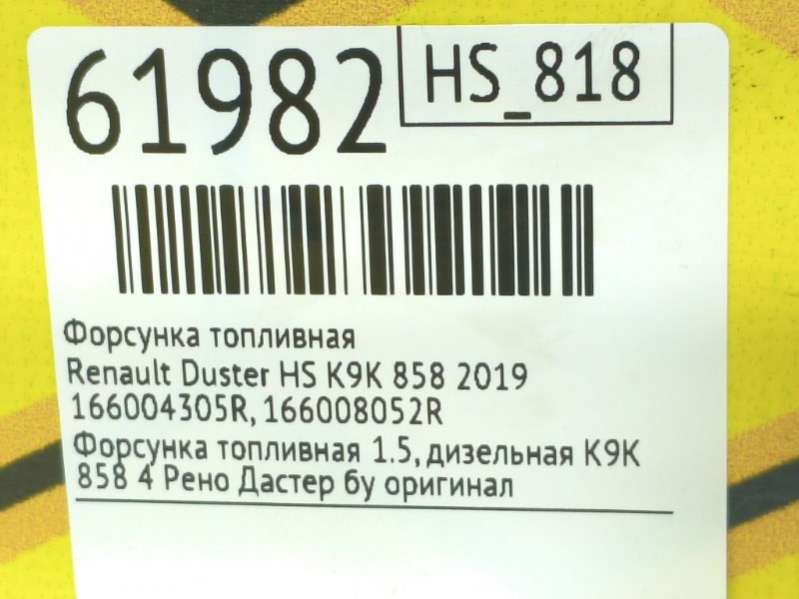 61982
HS_818
Форсунка топливная
Renault Duster HS K9K 858 2019
166004305R, 166008052R
Форсунка топливная 1.5, дизельная K9K
858 4 Рено Дастер бу оригинал